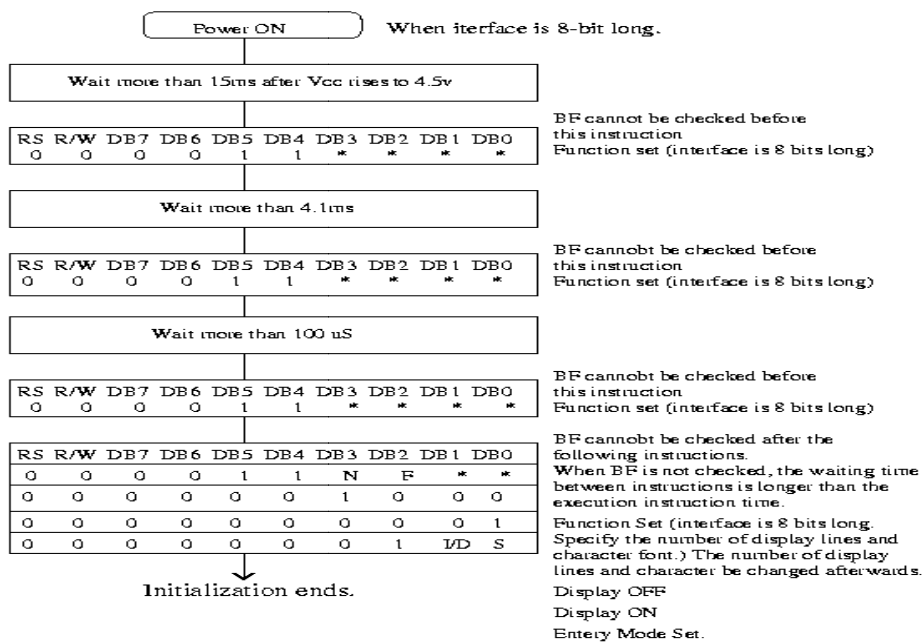 Power ON
When iterface is 8-bit long.
Wait more than 15ms after Vcc rises to 4.5v
RS R/W DB7 DB6 DB5 DB4 DB3 DB2 DB1 DB0
0 0 0 0 1 1 * * * *
BF cannot be checked before
this instruction
Function set (interface is 8 bits long)
Wait more than 4.1ms
RS R/W DB7 DB6 DB5 DB4 DB3 DB2 DB1 DB0
0 0 0 0 1 1 * * * *
BF cannobt be checked before
this instruction
Function set (interface is 8 bits long)
Wait more than 100 uS
RS R/W DB7 DB6 DB5 DB4 DB3 DB2 DB1 DB0
0 0 0 0 1 1 * * * *
BF cannobt be checked before
this instruction
Function set (interface is 8 bits long)
RS R/W DB7 DB6 DB5 DB4 DB3 DB2 DB1 DB0
0 0 0 0 1 1 N F * *
0 0 0 0 0 0 1 0 0 0
0 0 0 0 0 0 0 0 0 1
0 0 0 0 0 0 0 1 I/D S
BF cannobt be checked after the
following instructions.
When BF is not checked, the waiting time
between instructions is longer than the
execution instruction time.
Function Set (interface is 8 bits long.
Specify the number of display lines and
character font.) The number of display
lines and character be changed afterwards.
Display OFF
Display ON
Entery Mode Set.
Initialization ends.